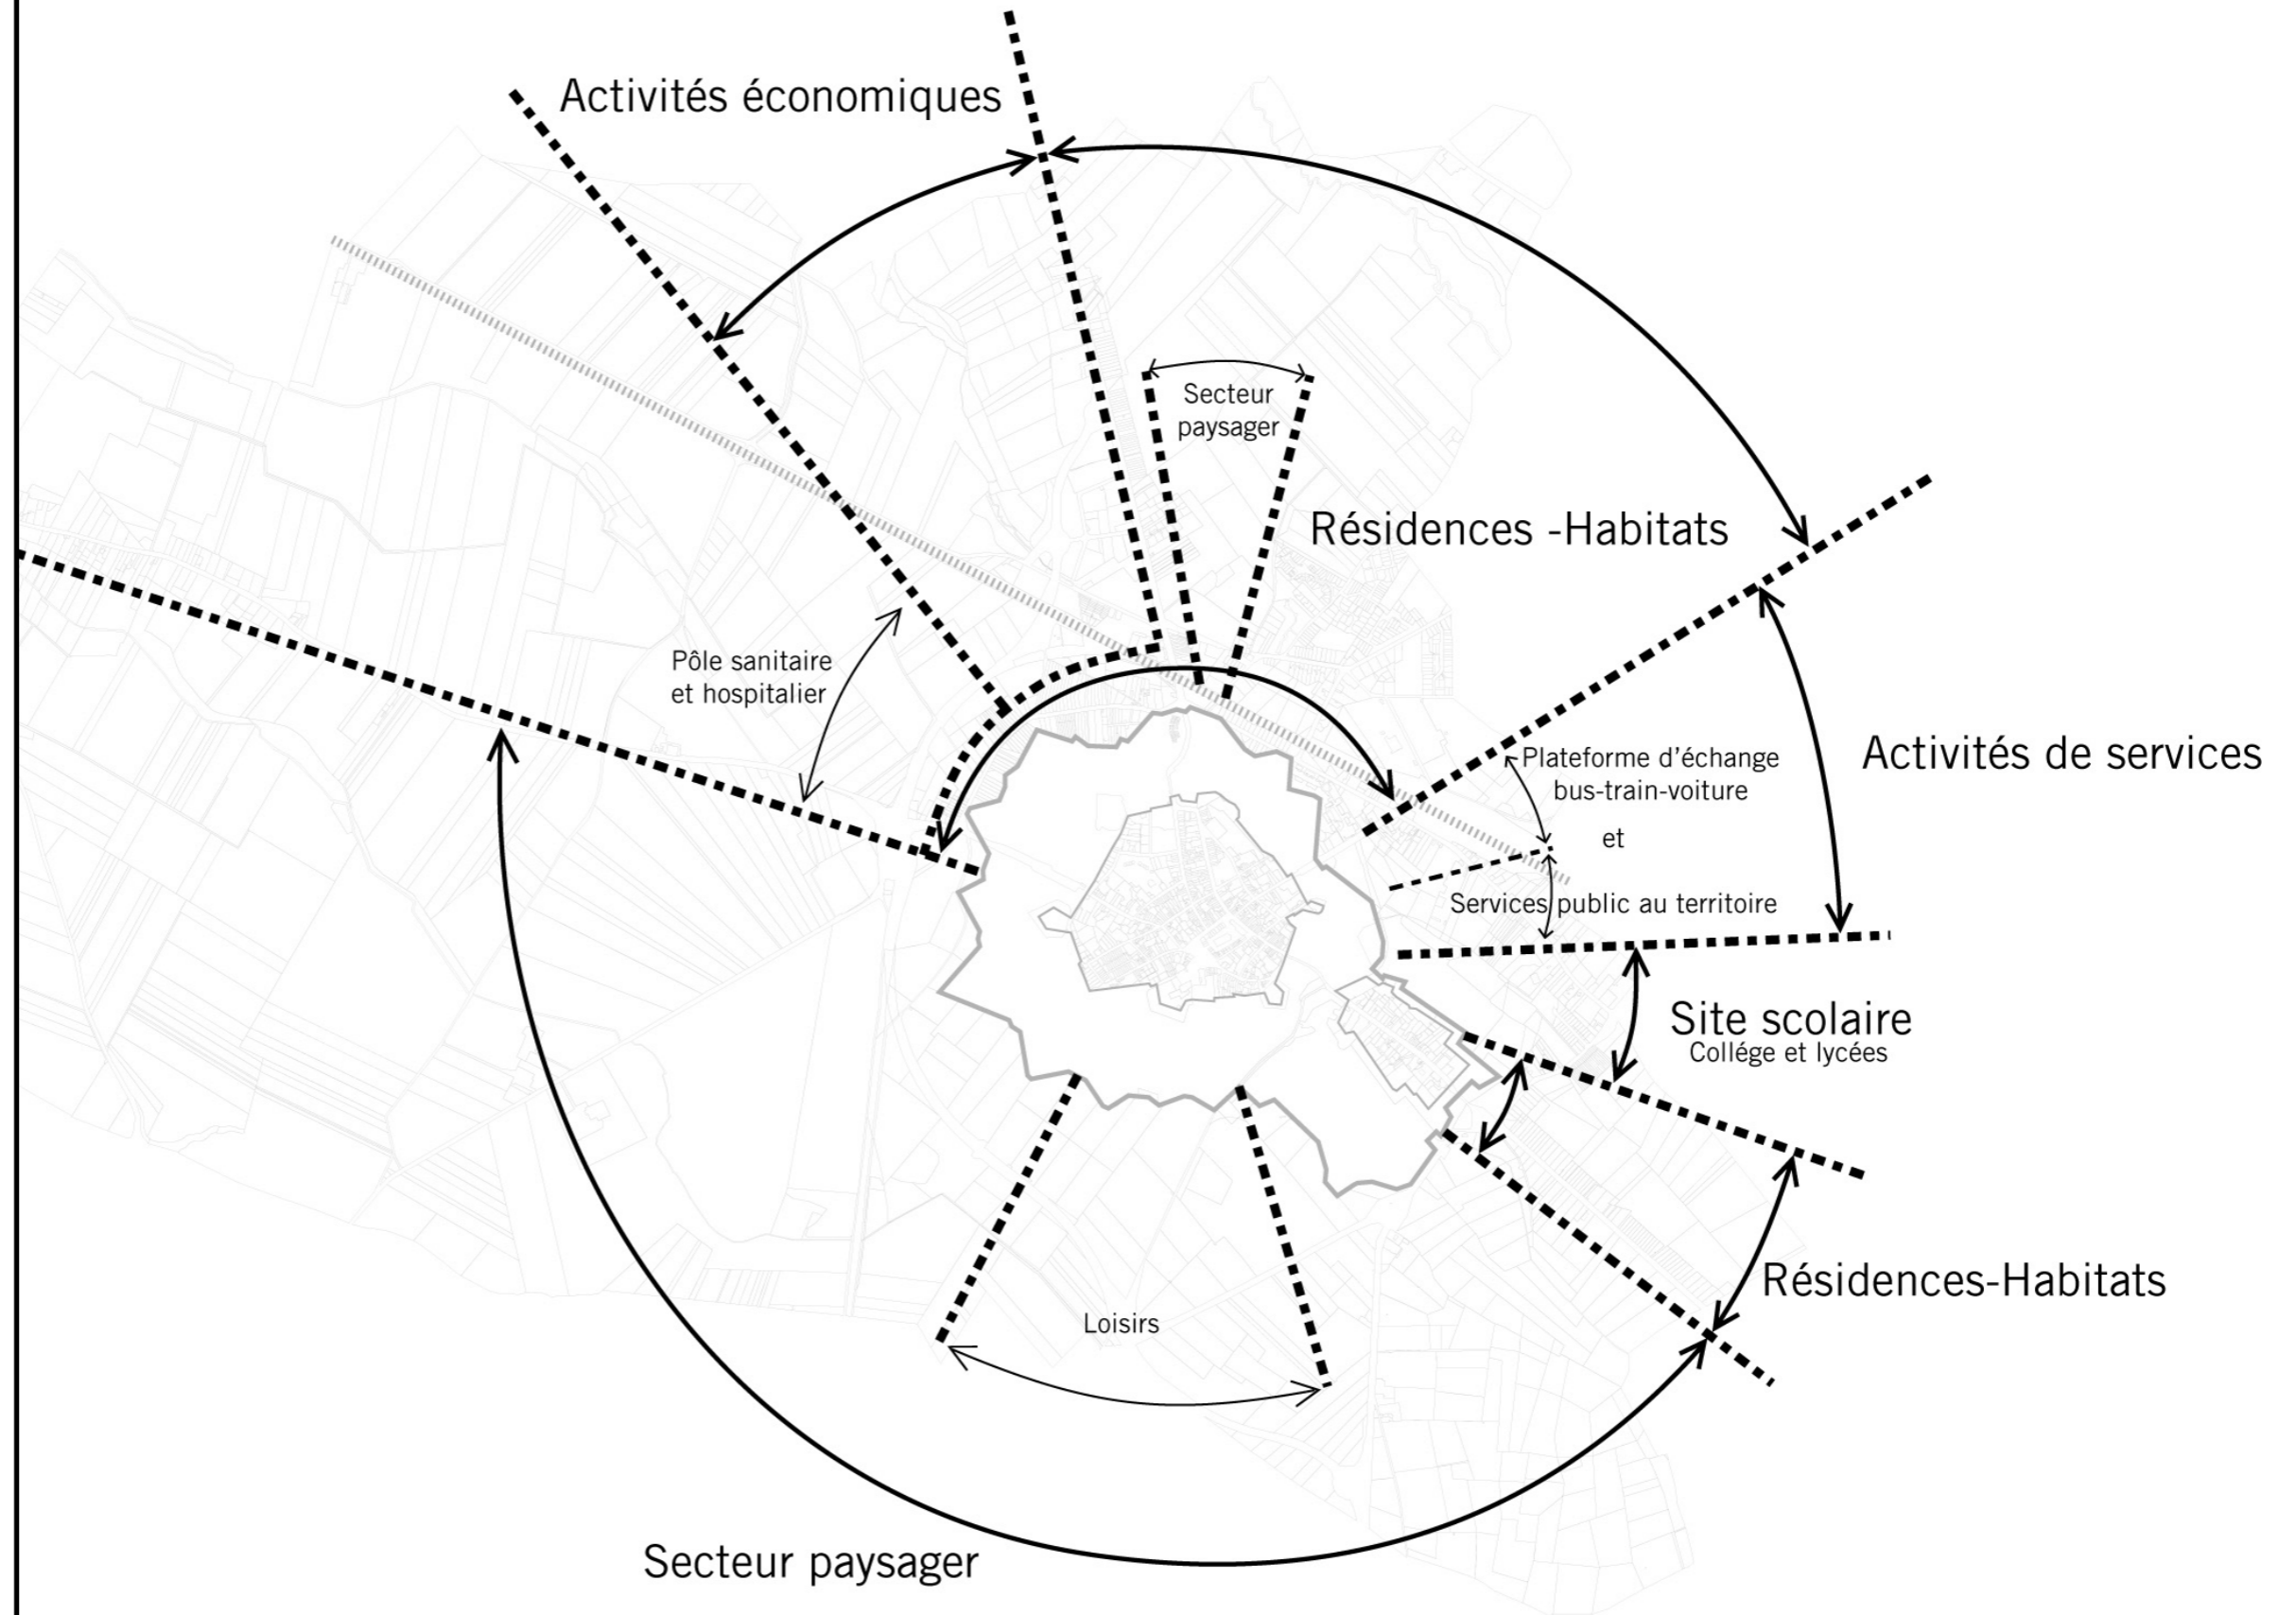 Activités économiques
Secteur
paysager
Résidences -Habitats
Pôle sanitaire
et hospitalier
Plateforme d'échange
bus-train-voiture
et
Services public au territoire
Activités de services
Site scolaire
Collége et lycées
Résidences-Habitats
Loisirs
Secteur paysager